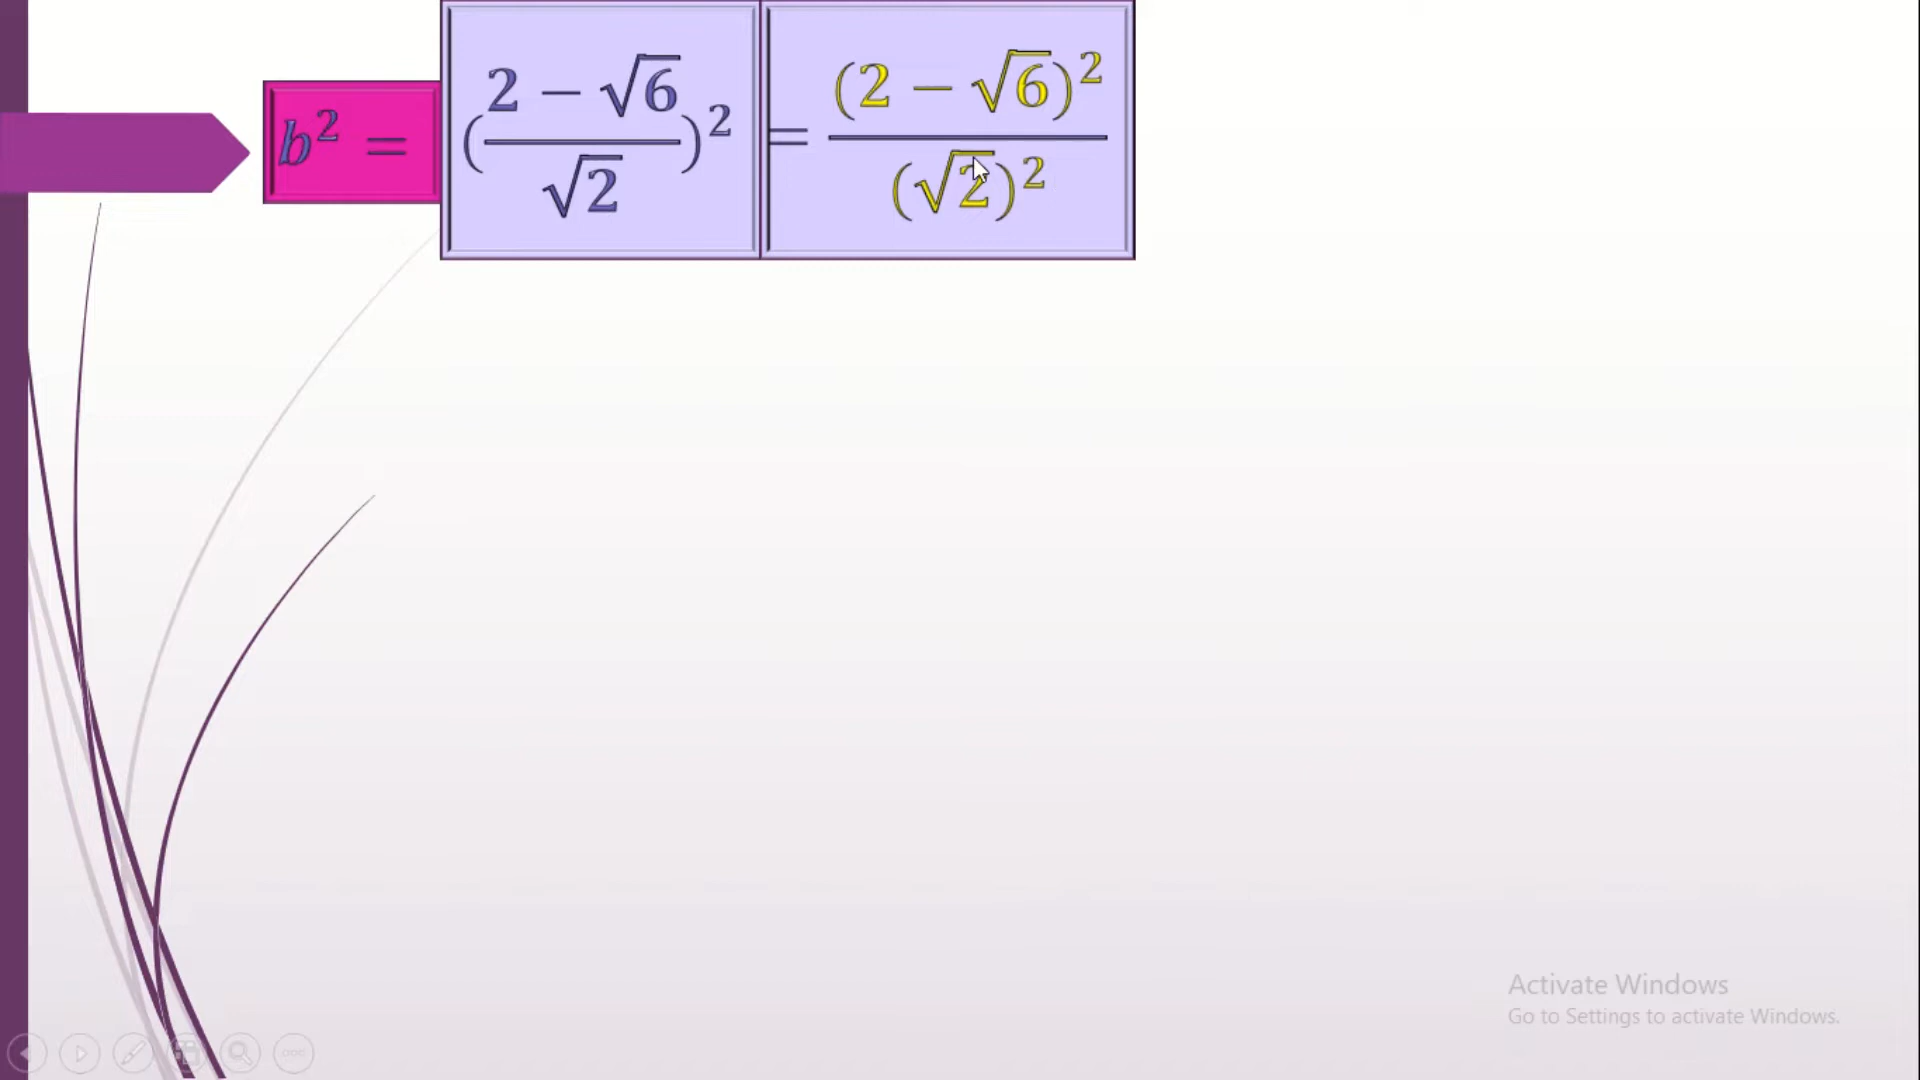 b² = (2 − √6 / √2)² = (2 − √6)² / (√2)²
Activate Windows
Go to Settings to activate Windows.